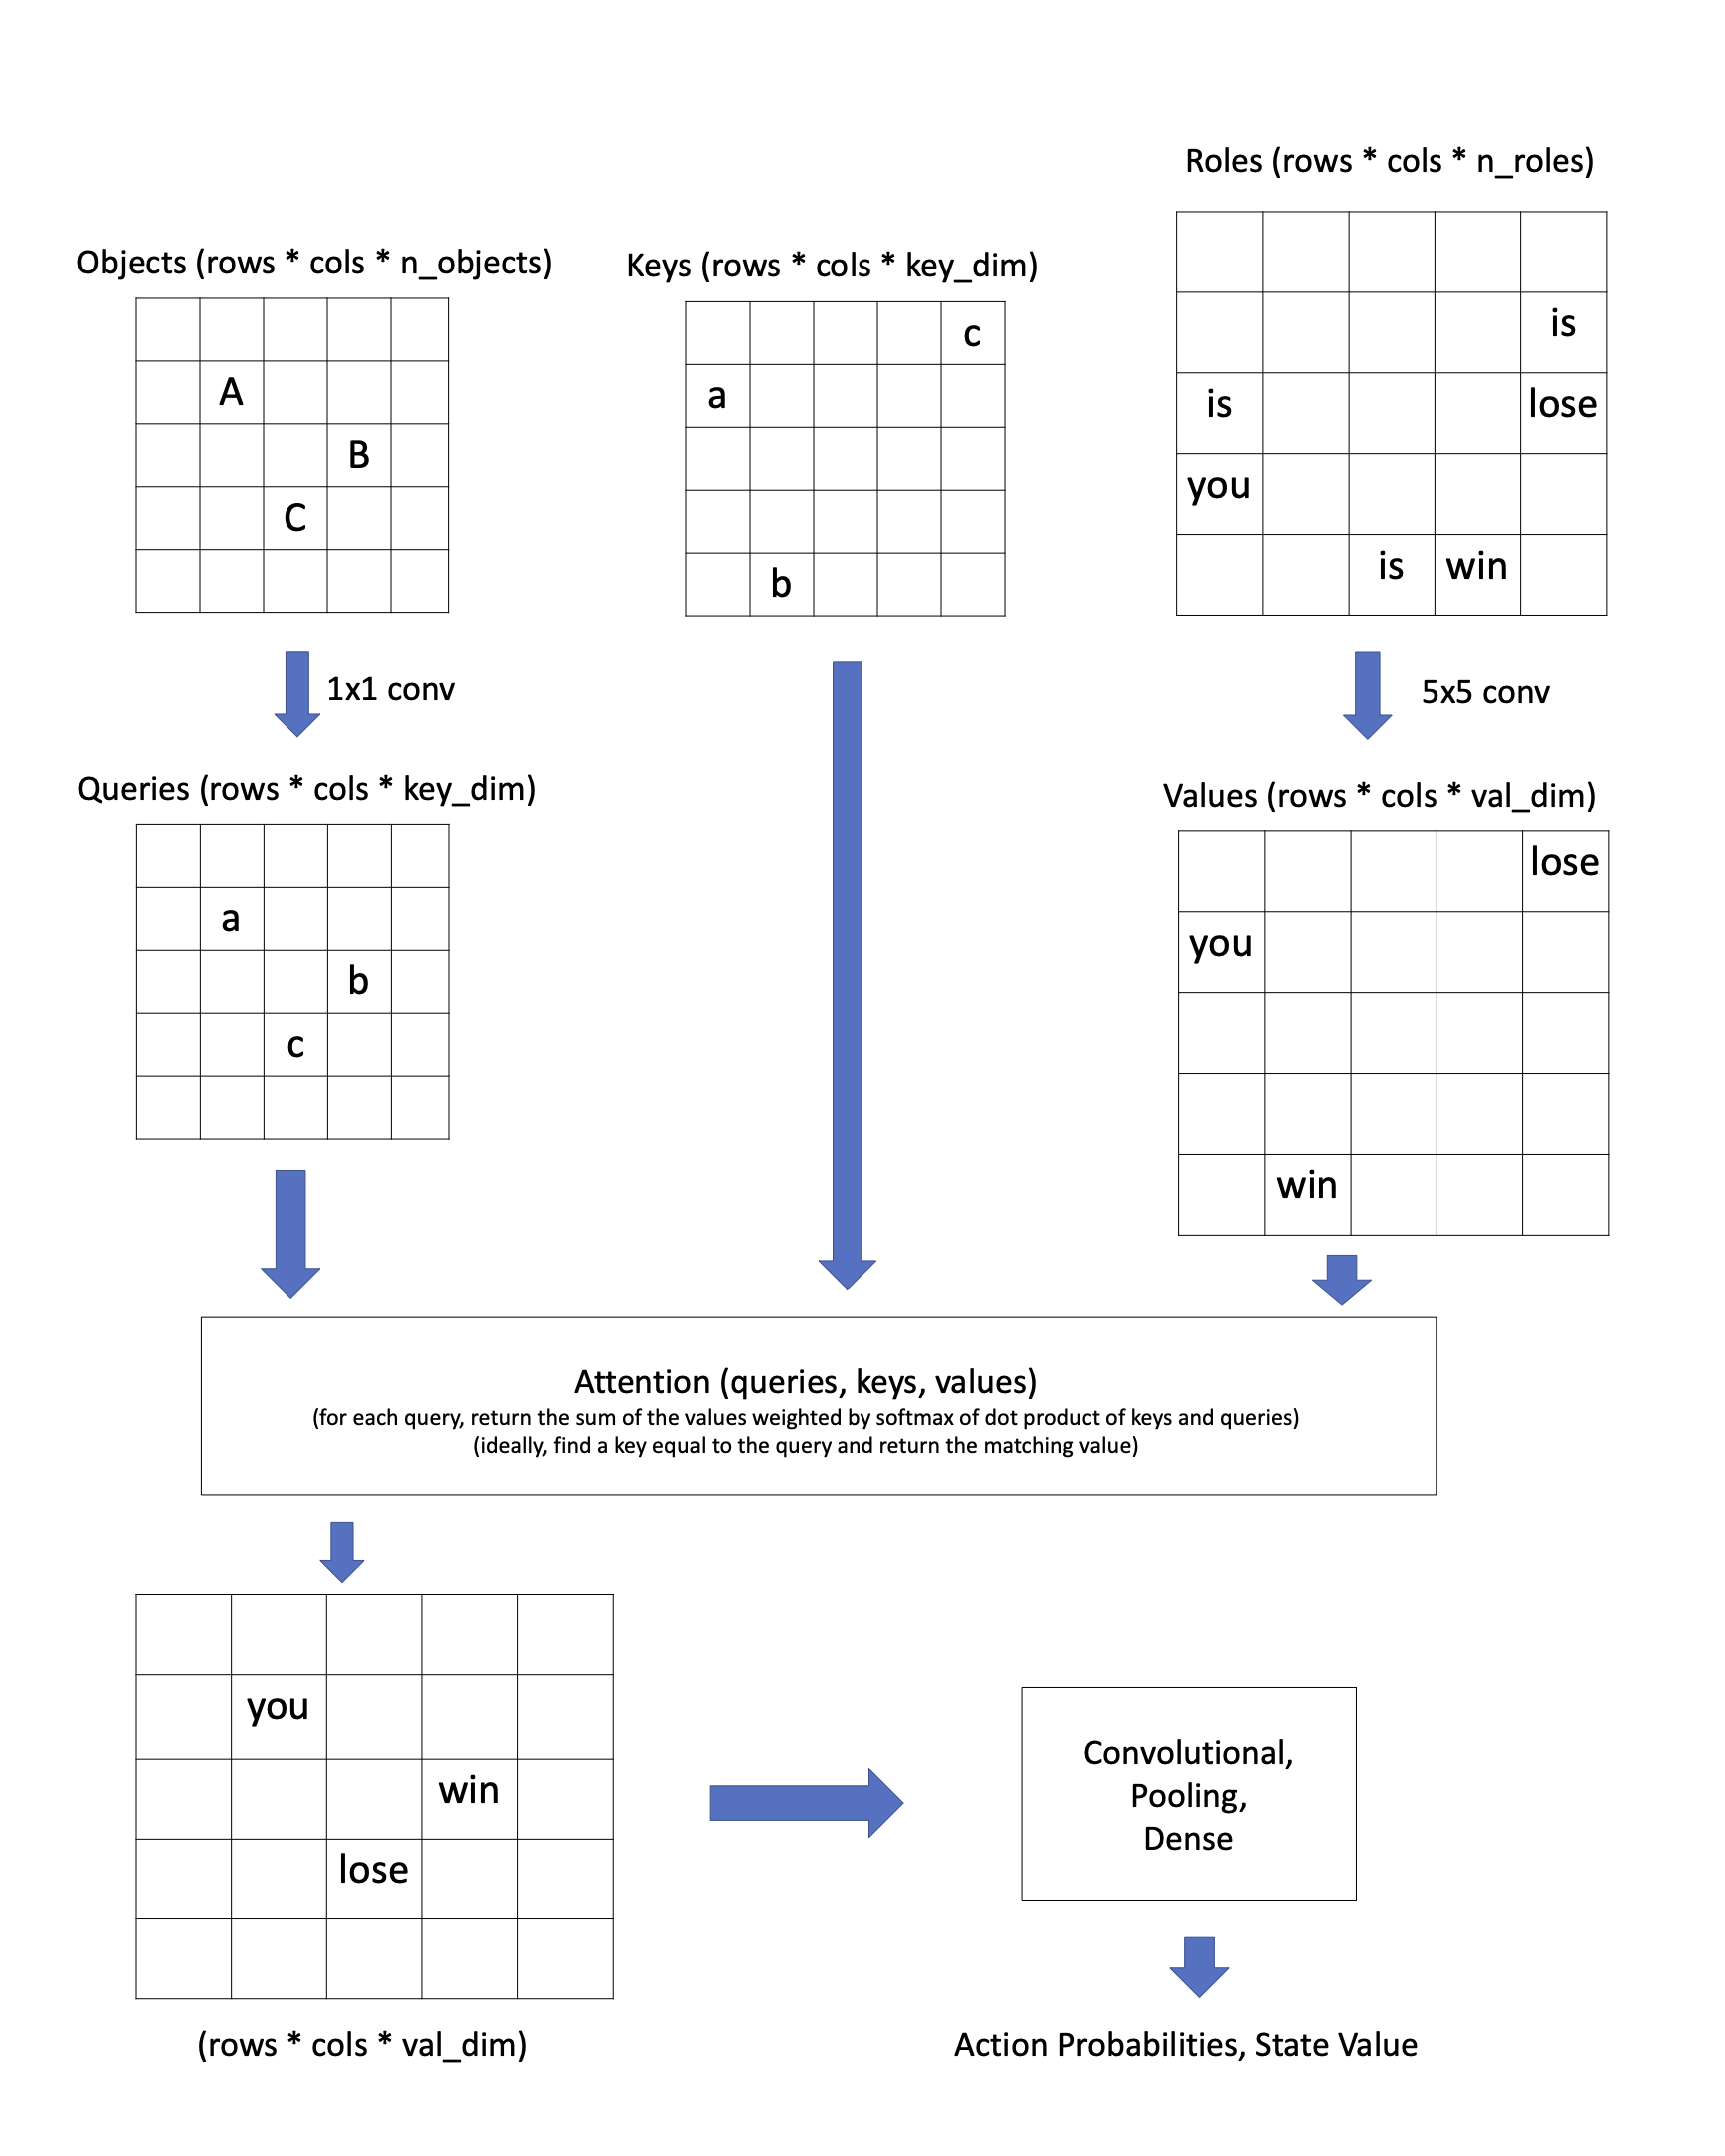 Roles (rows * cols * n_roles)
Objects (rows * cols * n_objects)
Keys (rows * cols * key_dim)
A
B
C
c
a
b
is
is
lose
you
is win
1x1 conv
5x5 conv
Queries (rows * cols * key_dim)
Values (rows * cols * val_dim)
a
b
c
lose
you
win
Attention (queries, keys, values)
(for each query, return the sum of the values weighted by softmax of dot product of keys and queries)
(ideally, find a key equal to the query and return the matching value)
you
win
lose
(rows * cols * val_dim)
Convolutional,
Pooling,
Dense
Action Probabilities, State Value